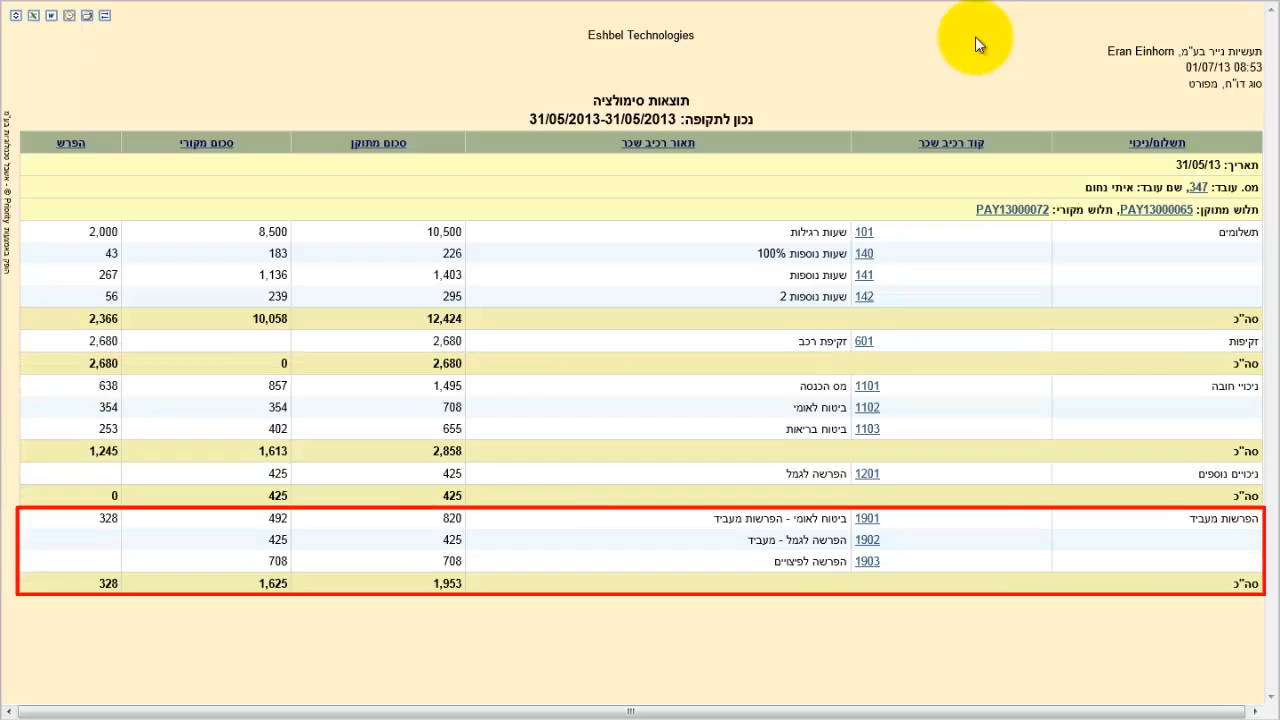 Eshbel Technologies
תעשיות נייר בע"מ, Eran Einhorn
01/07/13 08:53
סוג דו"ח, מפורט
תוצאות סימולציה
נכון לתקופה: 31/05/2013-31/05/2013
תשלום/ניכוי קוד רכיב שכר תאור רכיב שכר סכום מתוקן סכום מקורי הפרש
תאריך: 31/05/13
מס. עובד: 347, שם עובד: איתי נחום
תלוש מתוקן: PAY13000065, תלוש מקורי: PAY13000072
תשלומים 101 שעות רגילות 10,500 8,500 2,000
140 שעות נוספות 100% 226 183 43
141 שעות נוספות 1,403 1,136 267
142 שעות נוספות 2 295 239 56
סה"כ 12,424 10,058 2,366
זקיפות 601 זקיפת רכב 2,680 2,680
סה"כ 2,680 0 2,680
ניכויי חובה 1101 מס הכנסה 1,495 857 638
1102 ביטוח לאומי 708 354 354
1103 ביטוח בריאות 655 402 253
סה"כ 2,858 1,613 1,245
ניכויים נוספים 1201 הפרשה לגמל 425 425
סה"כ 425 425 0
הפרשות מעביד 1901 ביטוח לאומי - הפרשות מעביד 820 492 328
1902 הפרשה לגמל - מעביד 425 425
1903 הפרשה לפיצויים 708 708
סה"כ 1,953 1,625 328